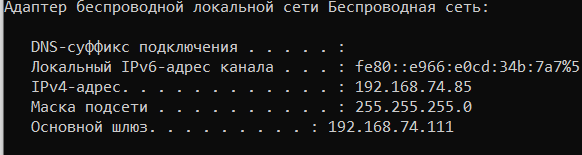 Адаптер беспроводной локальной сети Беспроводная сеть:
DNS-суффикс подключения . . . . . :
Локальный IPv6-адрес канала . . . : fe80::e966:e0cd:34b:7a7%5
IPv4-адрес. . . . . . . . . . . . : 192.168.74.85
Маска подсети . . . . . . . . . . : 255.255.255.0
Основной шлюз. . . . . . . . . : 192.168.74.111